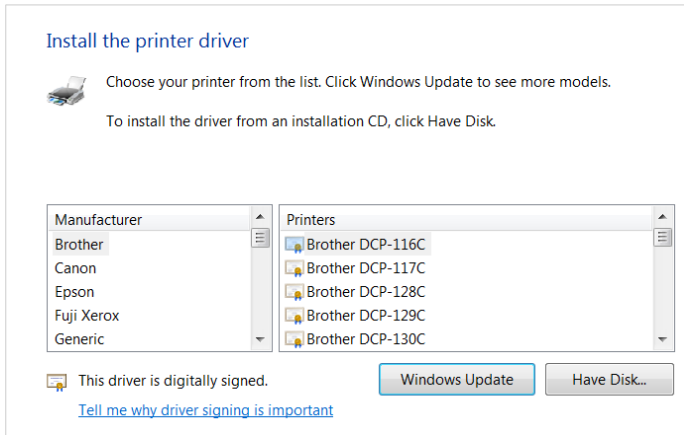 Install the printer driver
Choose your printer from the list. Click Windows Update to see more models.
To install the driver from an installation CD, click Have Disk.
Manufacturer
Brother
Canon
Epson
Fuji Xerox
Generic
Printers
Brother DCP-116C
Brother DCP-117C
Brother DCP-128C
Brother DCP-129C
Brother DCP-130C
This driver is digitally signed.
Windows Update
Have Disk...
Tell me why driver signing is important